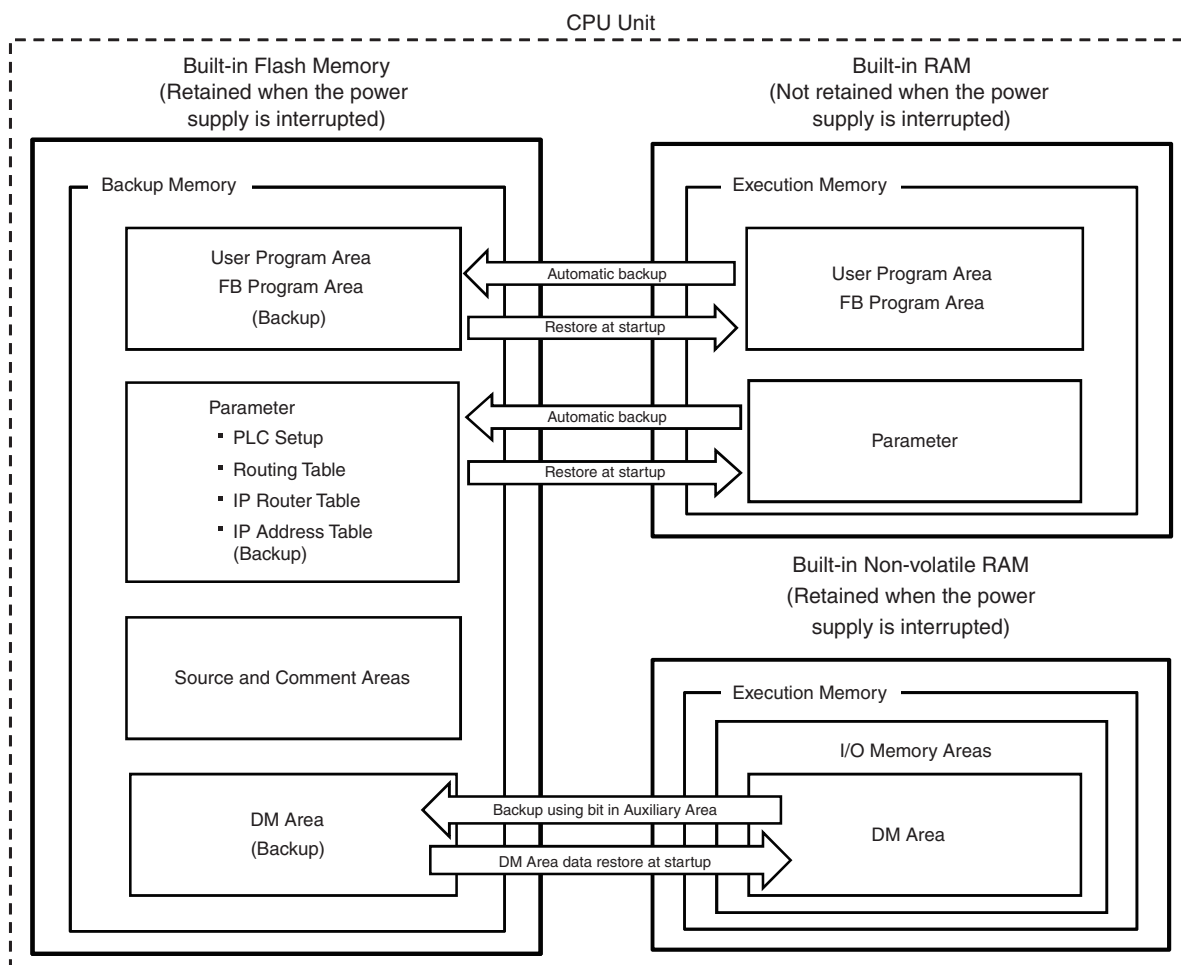 CPU Unit
Built-in Flash Memory
(Retained when the power
supply is interrupted)
Backup Memory
User Program Area
FB Program Area
(Backup)
Parameter
▪ PLC Setup
▪ Routing Table
▪ IP Router Table
▪ IP Address Table
(Backup)
Source and Comment Areas
DM Area
(Backup)
Automatic backup
Restore at startup
Automatic backup
Restore at startup
Backup using bit in Auxiliary Area
DM Area data restore at startup
Built-in RAM
(Not retained when the power
supply is interrupted)
Execution Memory
User Program Area
FB Program Area
Parameter
Built-in Non-volatile RAM
(Retained when the power
supply is interrupted)
Execution Memory
I/O Memory Areas
DM Area